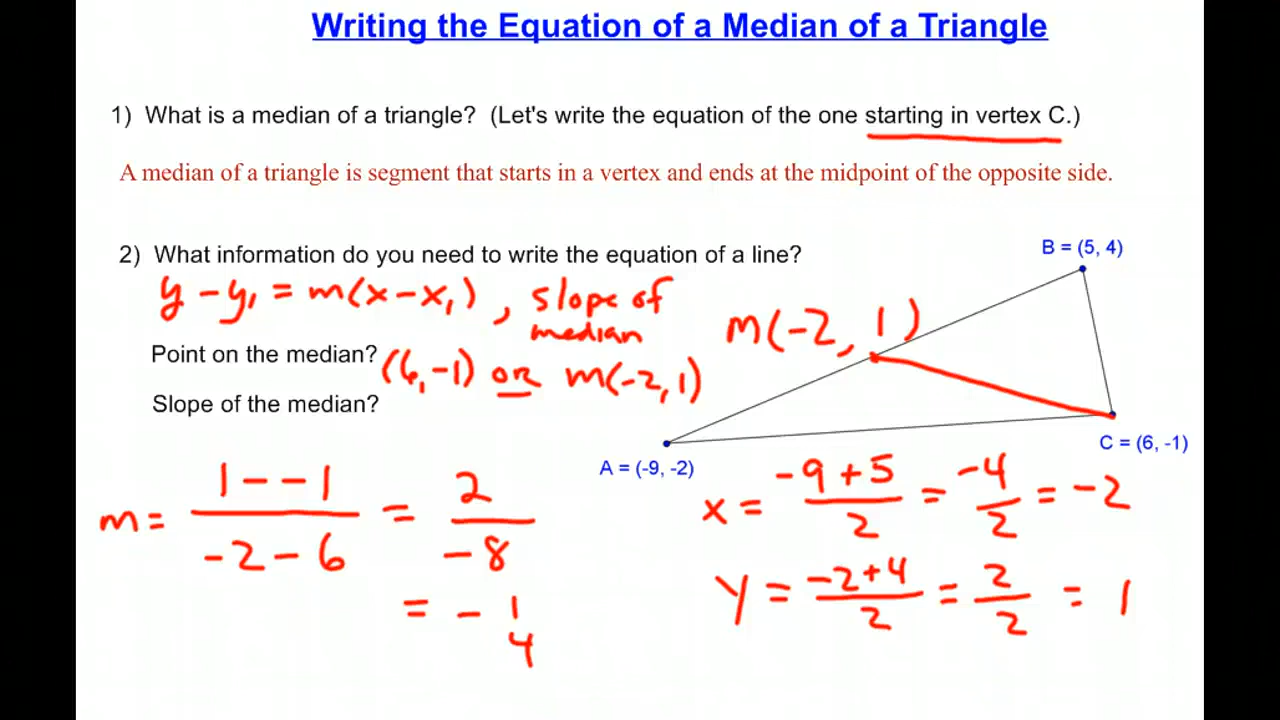 Writing the Equation of a Median of a Triangle
1) What is a median of a triangle? (Let's write the equation of the one starting in vertex C.)
A median of a triangle is segment that starts in a vertex and ends at the midpoint of the opposite side.
2) What information do you need to write the equation of a line?
B = (5, 4)
y - y₁ = m(x - x₁), slope of
median
m(-2, 1)
Point on the median? (6, -1) or m(-2, 1)
Slope of the median?
A = (-9, -2)
C = (6, -1)
m = 1 - -1 / -2 - 6 = 2 / -8
= - 1 / 4
x = -9 + 5 / 2 = -4 / 2 = -2
y = -2 + 4 / 2 = 2 / 2 = 1